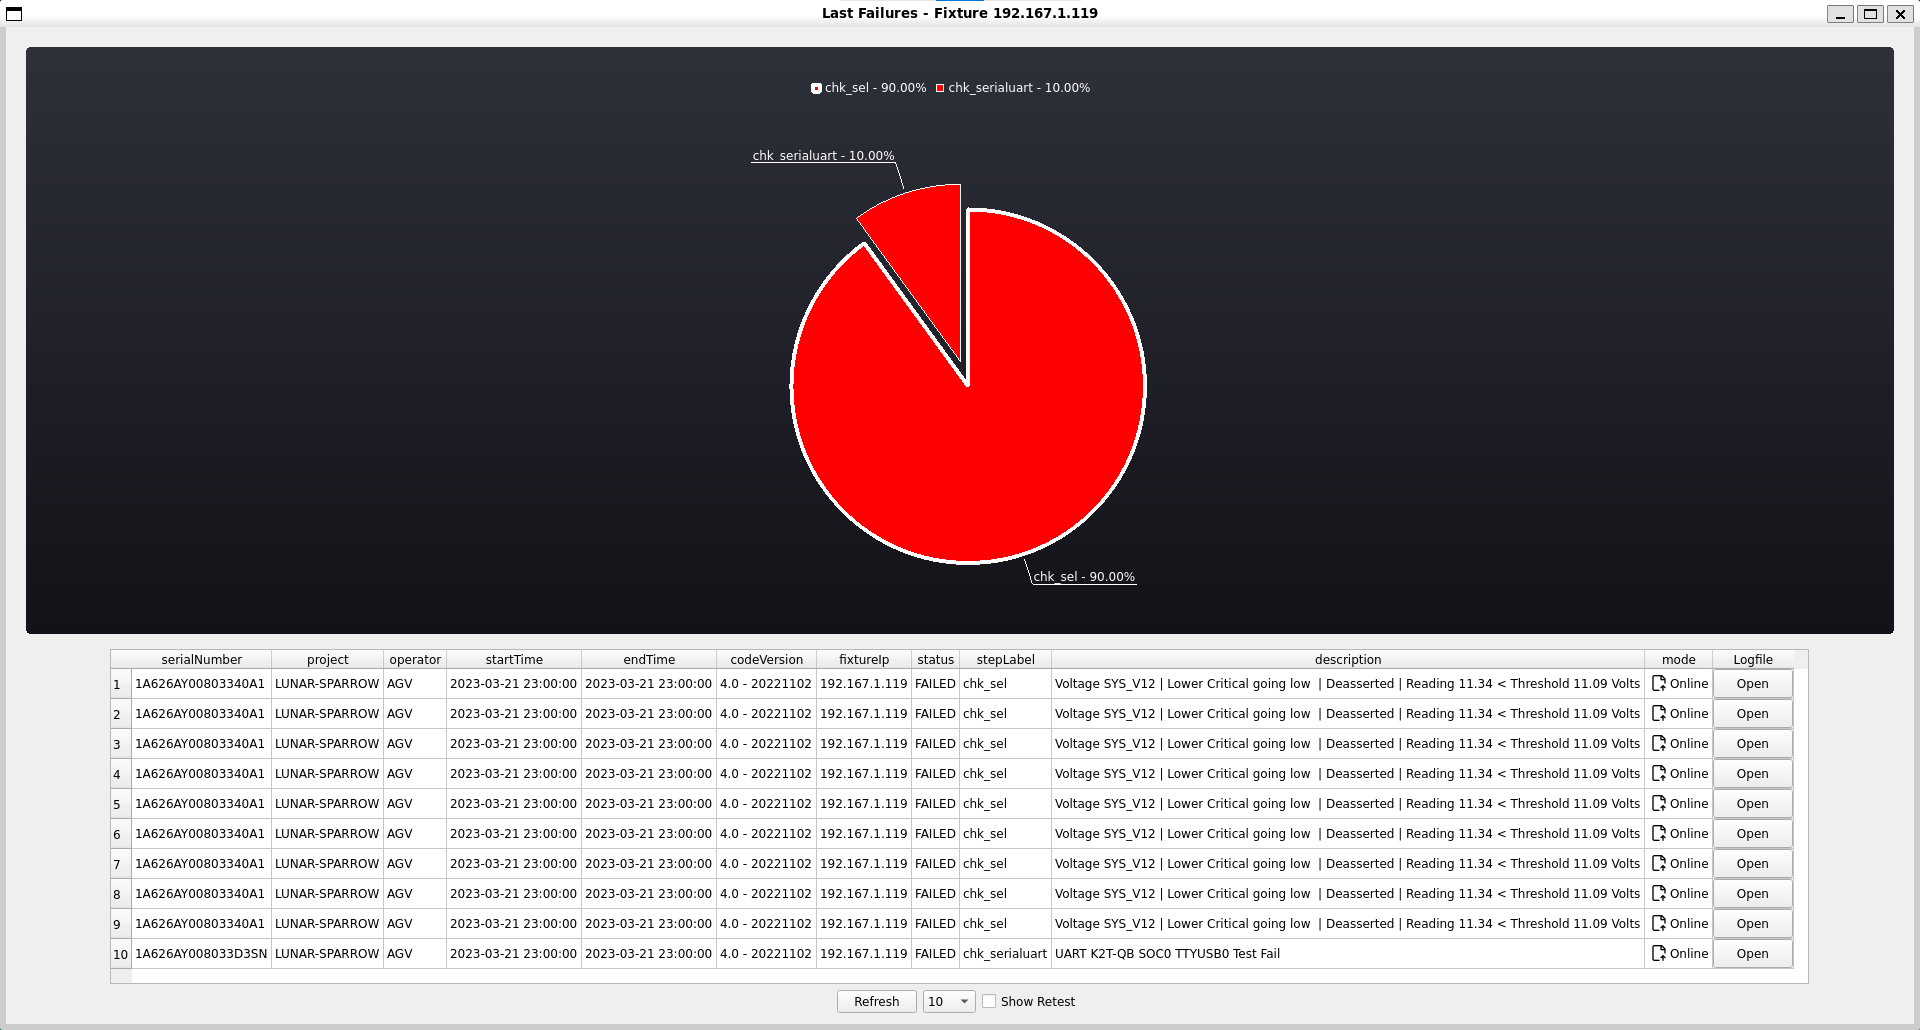 Last Failures - Fixture 192.167.1.119
chk_sel - 90.00% chk_serialuart - 10.00%
chk_serialuart - 10.00%
chk_sel - 90.00%
serialNumber project operator startTime endTime codeVersion fixtureIp status stepLabel description mode Logfile
1 1A626AY00803340A1 LUNAR-SPARROW AGV 2023-03-21 23:00:00 2023-03-21 23:00:00 4.0 - 20221102 192.167.1.119 FAILED chk_sel Voltage SYS_V12 | Lower Critical going low | Deasserted | Reading 11.34 < Threshold 11.09 Volts Online Open
2 1A626AY00803340A1 LUNAR-SPARROW AGV 2023-03-21 23:00:00 2023-03-21 23:00:00 4.0 - 20221102 192.167.1.119 FAILED chk_sel Voltage SYS_V12 | Lower Critical going low | Deasserted | Reading 11.34 < Threshold 11.09 Volts Online Open
3 1A626AY00803340A1 LUNAR-SPARROW AGV 2023-03-21 23:00:00 2023-03-21 23:00:00 4.0 - 20221102 192.167.1.119 FAILED chk_sel Voltage SYS_V12 | Lower Critical going low | Deasserted | Reading 11.34 < Threshold 11.09 Volts Online Open
4 1A626AY00803340A1 LUNAR-SPARROW AGV 2023-03-21 23:00:00 2023-03-21 23:00:00 4.0 - 20221102 192.167.1.119 FAILED chk_sel Voltage SYS_V12 | Lower Critical going low | Deasserted | Reading 11.34 < Threshold 11.09 Volts Online Open
5 1A626AY00803340A1 LUNAR-SPARROW AGV 2023-03-21 23:00:00 2023-03-21 23:00:00 4.0 - 20221102 192.167.1.119 FAILED chk_sel Voltage SYS_V12 | Lower Critical going low | Deasserted | Reading 11.34 < Threshold 11.09 Volts Online Open
6 1A626AY00803340A1 LUNAR-SPARROW AGV 2023-03-21 23:00:00 2023-03-21 23:00:00 4.0 - 20221102 192.167.1.119 FAILED chk_sel Voltage SYS_V12 | Lower Critical going low | Deasserted | Reading 11.34 < Threshold 11.09 Volts Online Open
7 1A626AY00803340A1 LUNAR-SPARROW AGV 2023-03-21 23:00:00 2023-03-21 23:00:00 4.0 - 20221102 192.167.1.119 FAILED chk_sel Voltage SYS_V12 | Lower Critical going low | Deasserted | Reading 11.34 < Threshold 11.09 Volts Online Open
8 1A626AY00803340A1 LUNAR-SPARROW AGV 2023-03-21 23:00:00 2023-03-21 23:00:00 4.0 - 20221102 192.167.1.119 FAILED chk_sel Voltage SYS_V12 | Lower Critical going low | Deasserted | Reading 11.34 < Threshold 11.09 Volts Online Open
9 1A626AY00803340A1 LUNAR-SPARROW AGV 2023-03-21 23:00:00 2023-03-21 23:00:00 4.0 - 20221102 192.167.1.119 FAILED chk_sel Voltage SYS_V12 | Lower Critical going low | Deasserted | Reading 11.34 < Threshold 11.09 Volts Online Open
10 1A626AY008033D3SN LUNAR-SPARROW AGV 2023-03-21 23:00:00 2023-03-21 23:00:00 4.0 - 20221102 192.167.1.119 FAILED chk_serialuart UART K2T-QB SOC0 TTYUSB0 Test Fail Online Open
Refresh 10 Show Retest